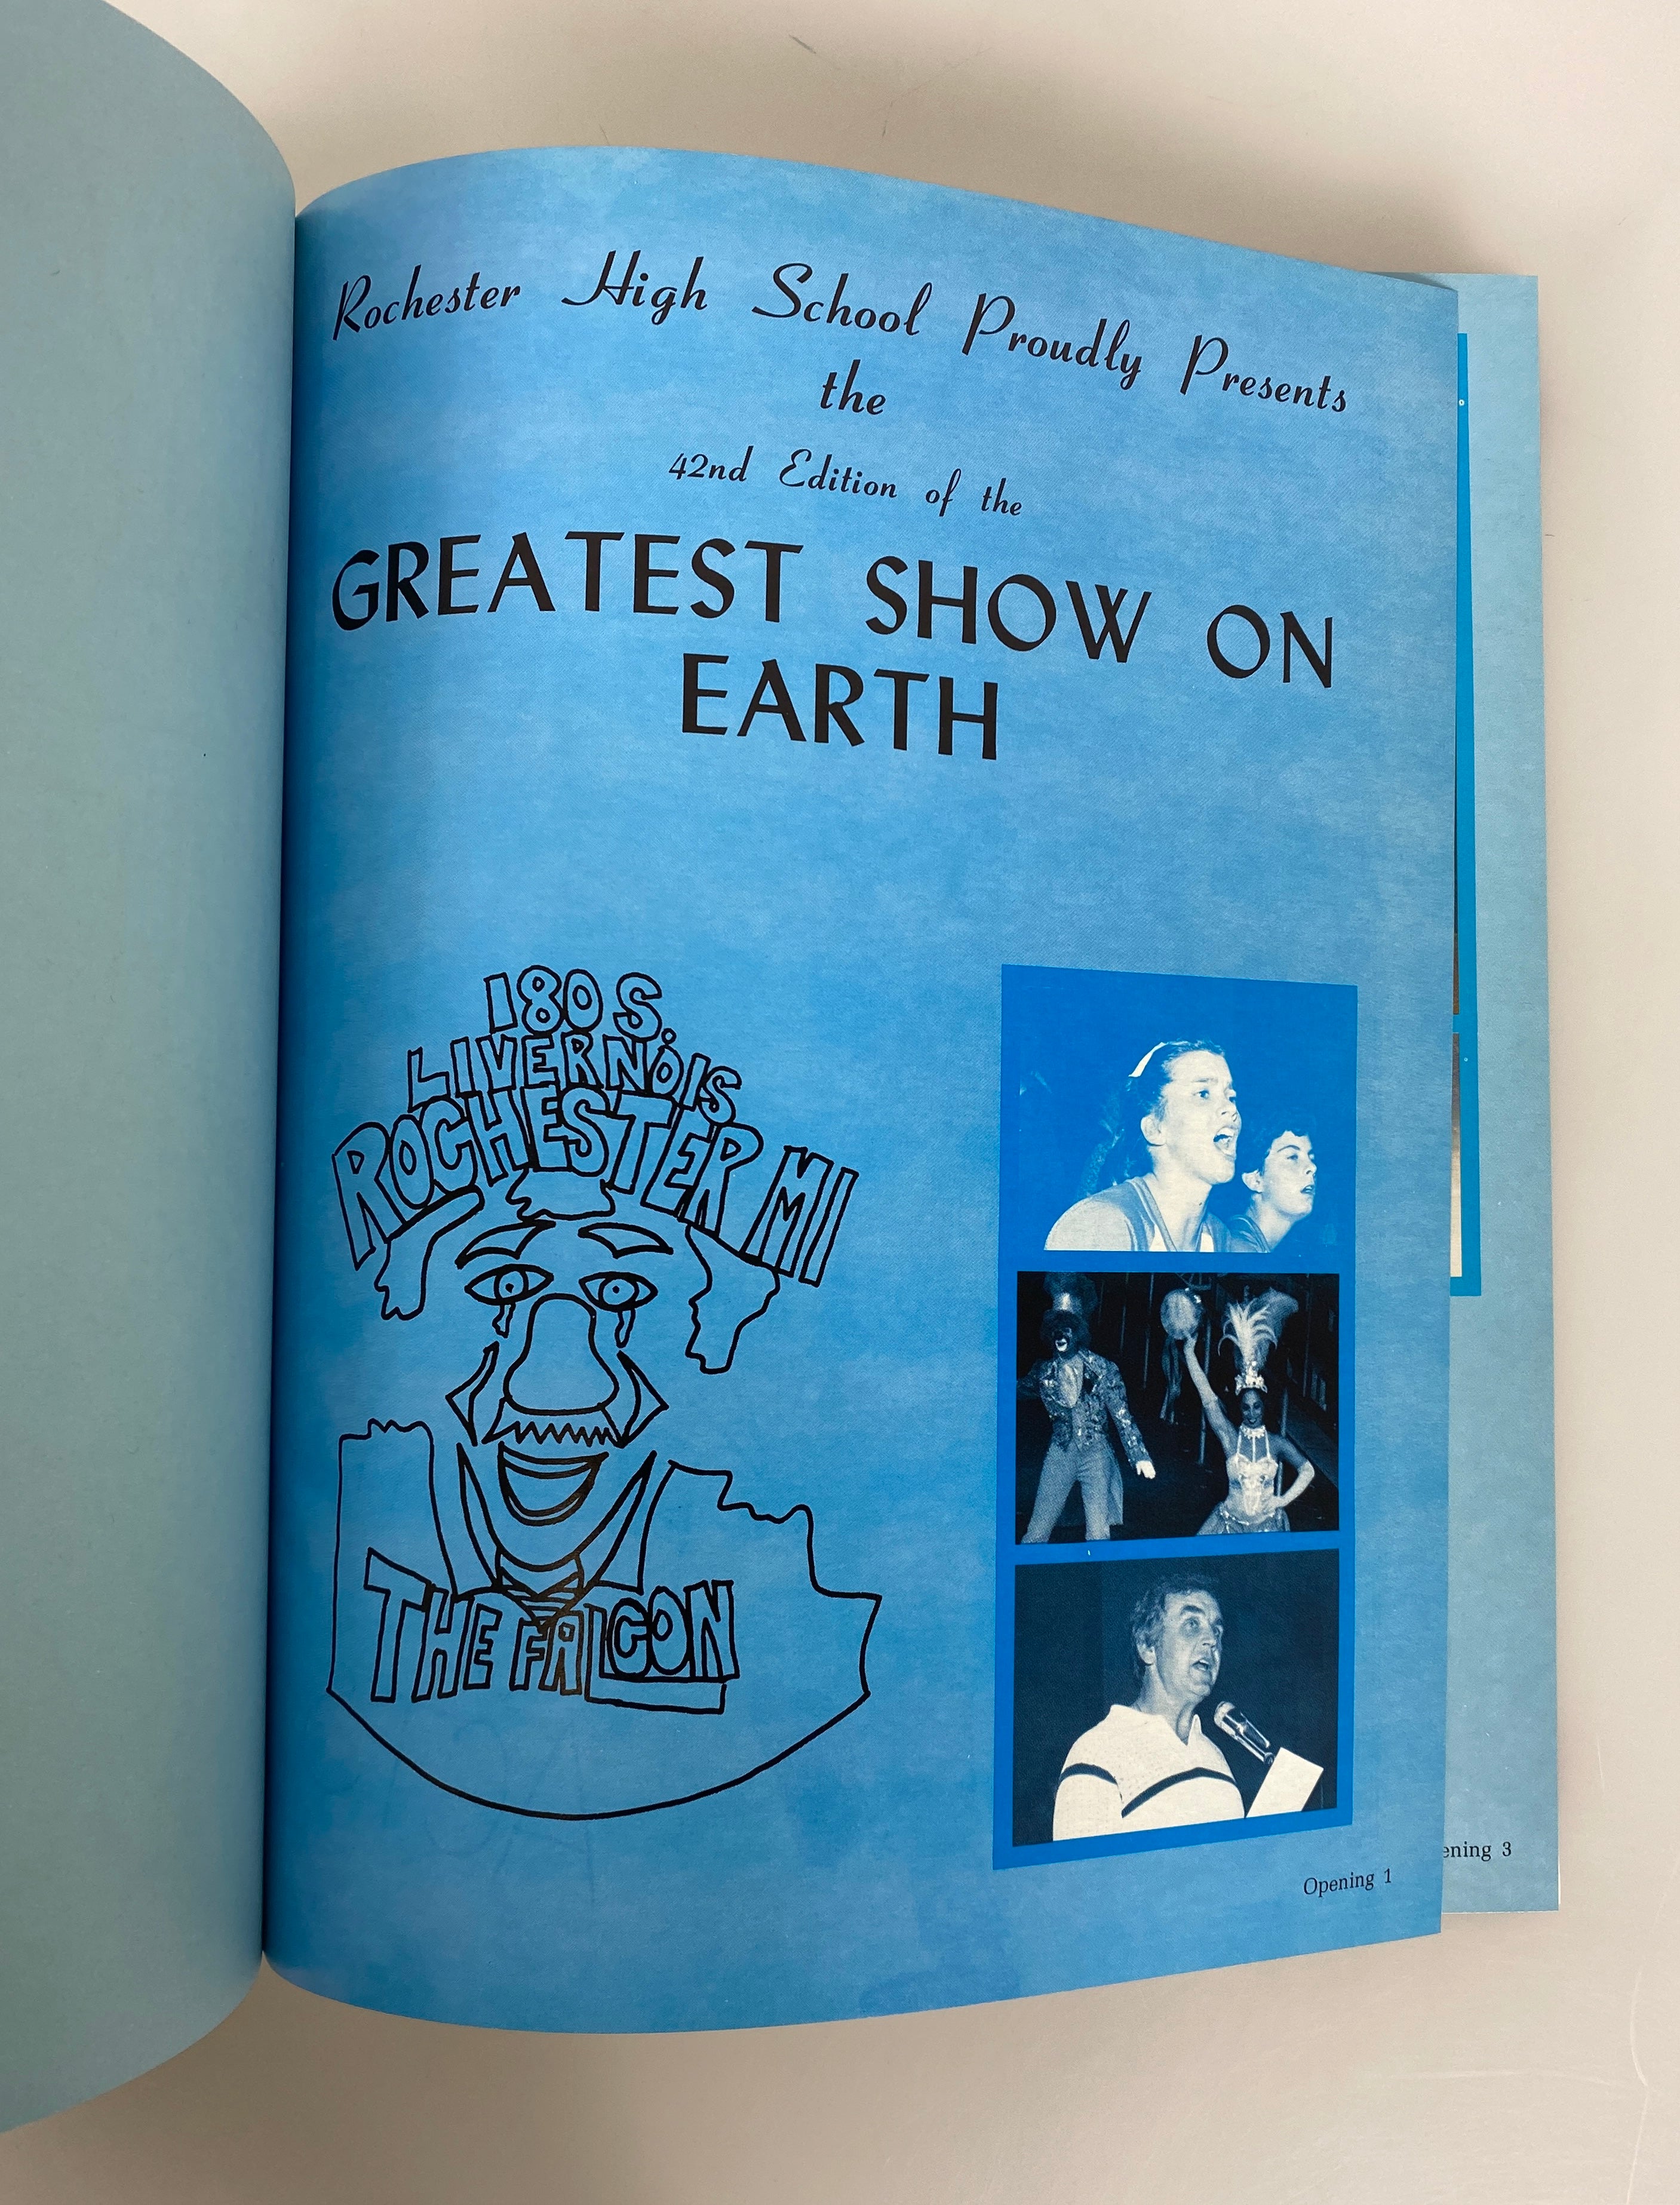 Rochester High School Proudly Presents
the
42nd Edition of the
GREATEST SHOW ON
EARTH
180 S.
LIVERNOIS
ROCHESTER MI
THE FALCON
Opening 1
ening 3